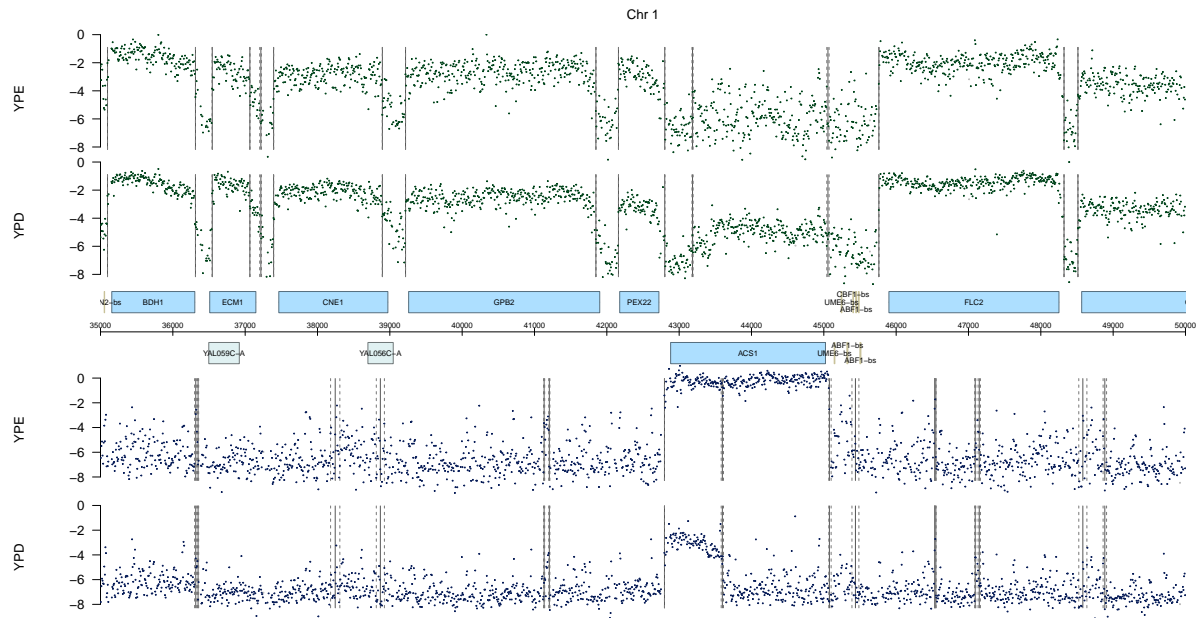 Chr 1
YPE
0
−2
−4
−6
−8
YPD
0
−2
−4
−6
−8
N2−bs BDH1 ECM1 CNE1 GPB2 PEX22 UME6−bs CBF1−bs ABF1−bs FLC2
35000 36000 37000 38000 39000 40000 41000 42000 43000 44000 45000 46000 47000 48000 49000 50000
YAL059C−A YAL056C−A ACS1 UME6−bs ABF1−bs ABF1−bs
YPE
0
−2
−4
−6
−8
YPD
0
−2
−4
−6
−8